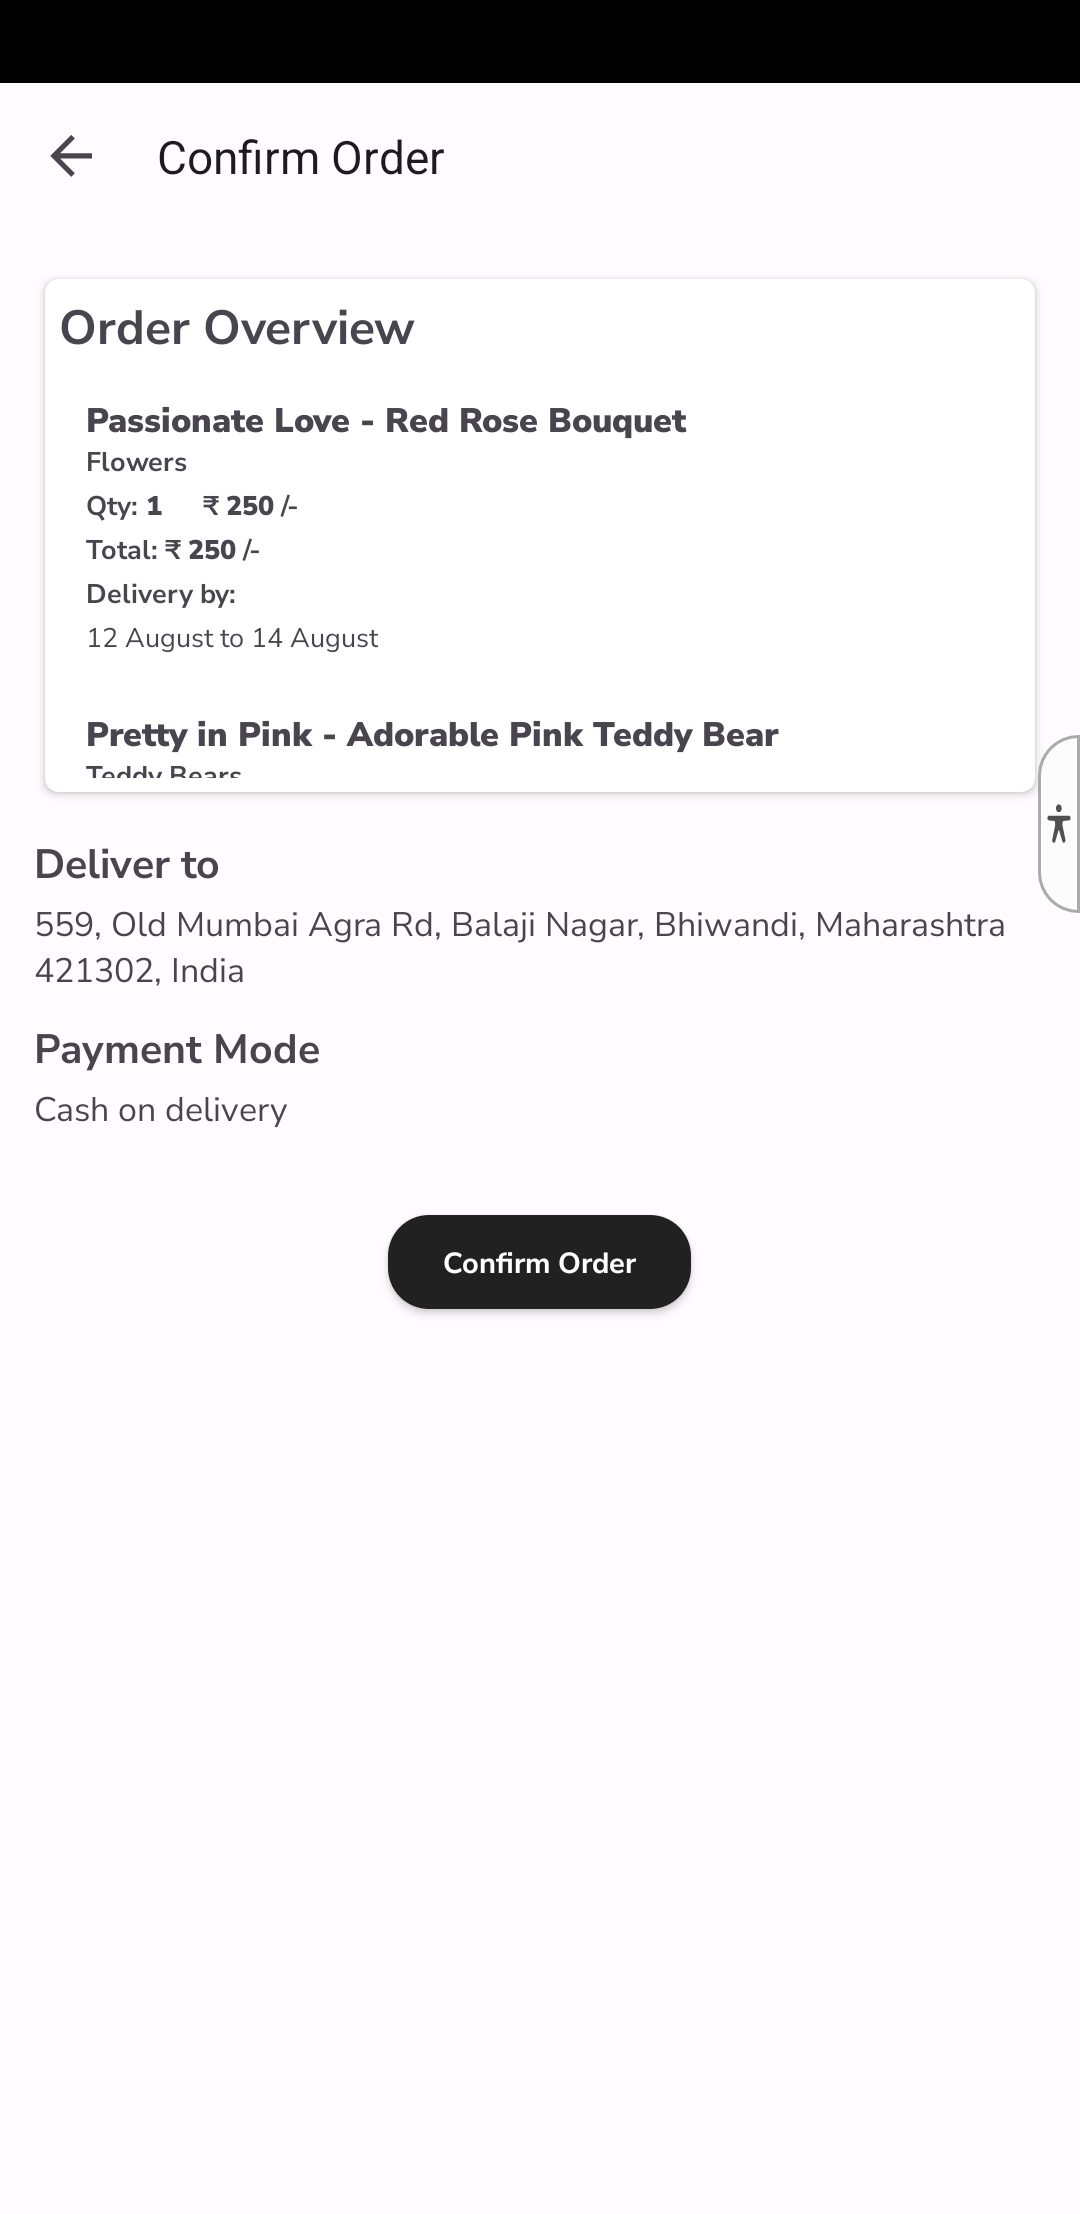 Confirm Order
Order Overview
Passionate Love - Red Rose Bouquet
Flowers
Qty: 1 ₹ 250 /-
Total: ₹ 250 /-
Delivery by:
12 August to 14 August
Pretty in Pink - Adorable Pink Teddy Bear
Teddy Bears
Deliver to
559, Old Mumbai Agra Rd, Balaji Nagar, Bhiwandi, Maharashtra
421302, India
Payment Mode
Cash on delivery
Confirm Order